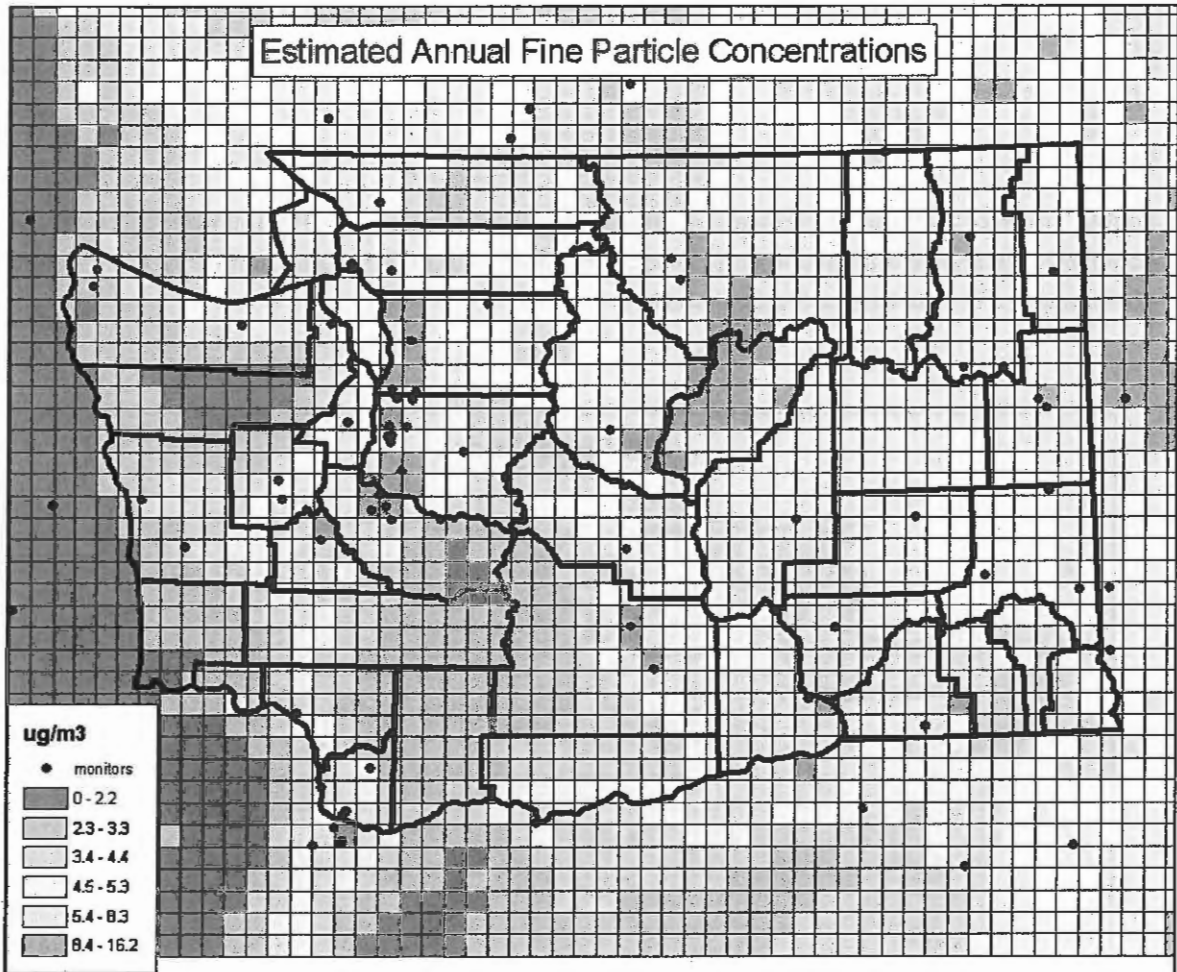 Estimated Annual Fine Particle Concentrations
ug/m3
monitors
0 - 2.2
2.3 - 3.3
3.4 - 4.4
4.5 - 5.3
5.4 - 8.3
8.4 - 16.2